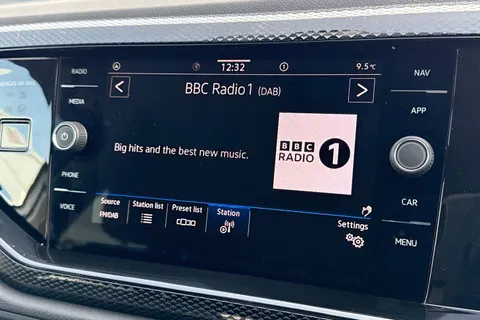 12:32
9.5°C
RADIO
NAV
BBC Radio 1 (DAB)
< >
MEDIA
APP
Big hits and the best new music.
BBC
RADIO 1
PHONE
VOICE
CAR
MENU
Source
FM/DAB
Station list
Preset list
Station
Settings